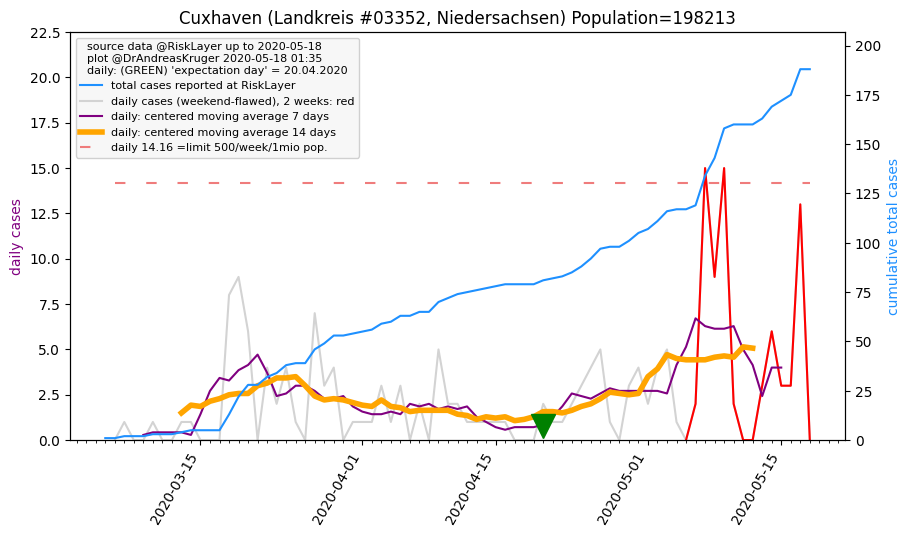 Cuxhaven (Landkreis #03352, Niedersachsen) Population=198213
source data @RiskLayer up to 2020-05-18
plot @DrAndreasKruger 2020-05-18 01:35
daily: (GREEN) 'expectation day' = 20.04.2020
total cases reported at RiskLayer
daily cases (weekend-flawed), 2 weeks: red
daily: centered moving average 7 days
daily: centered moving average 14 days
daily 14.16 =limit 500/week/1mio pop.
daily cases
22.5
20.0
17.5
15.0
12.5
10.0
7.5
5.0
2.5
0.0
cumulative total cases
200
175
150
125
100
75
50
25
0
2020-03-15
2020-04-01
2020-04-15
2020-05-01
2020-05-15